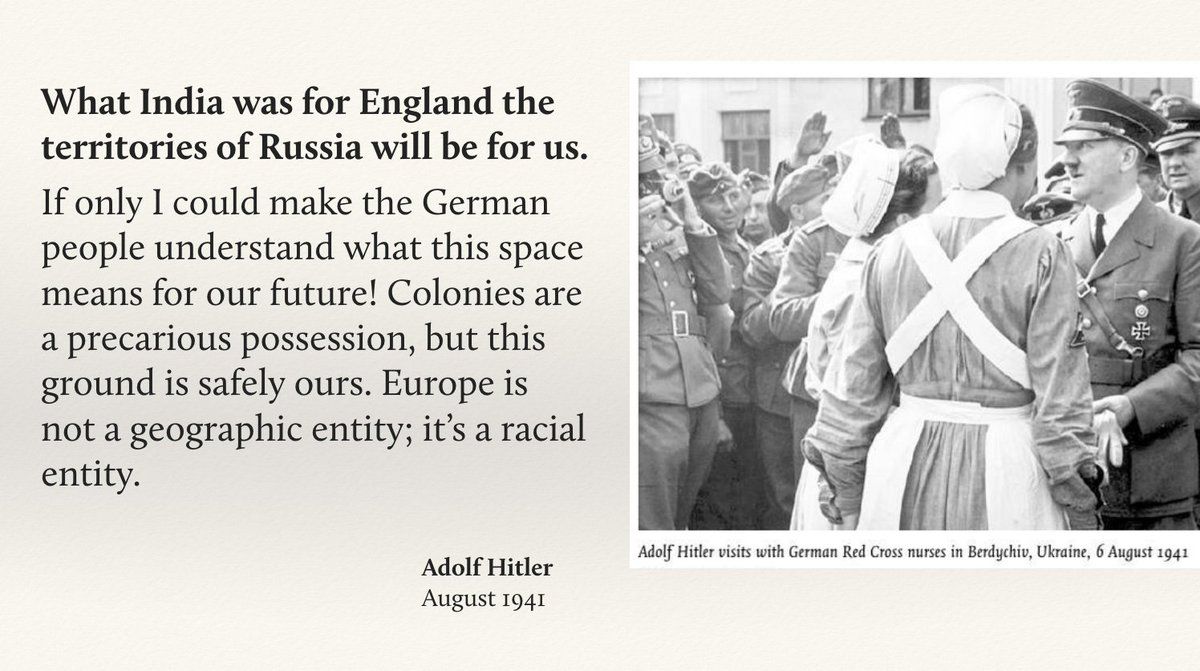 What India was for England the
territories of Russia will be for us.
If only I could make the German
people understand what this space
means for our future! Colonies are
a precarious possession, but this
ground is safely ours. Europe is
not a geographic entity; it’s a racial
entity.
Adolf Hitler
August 1941
Adolf Hitler visits with German Red Cross nurses in Berdychiv, Ukraine, 6 August 1941